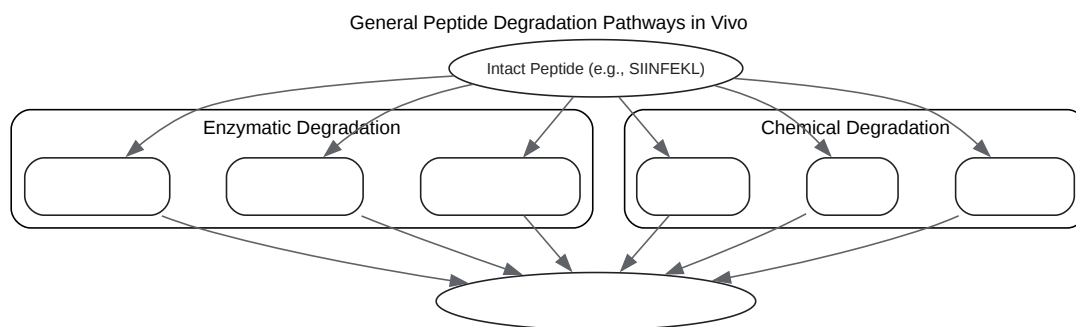 General Peptide Degradation Pathways in Vivo
Intact Peptide (e.g., SIINFEKL)
Enzymatic Degradation
Chemical Degradation